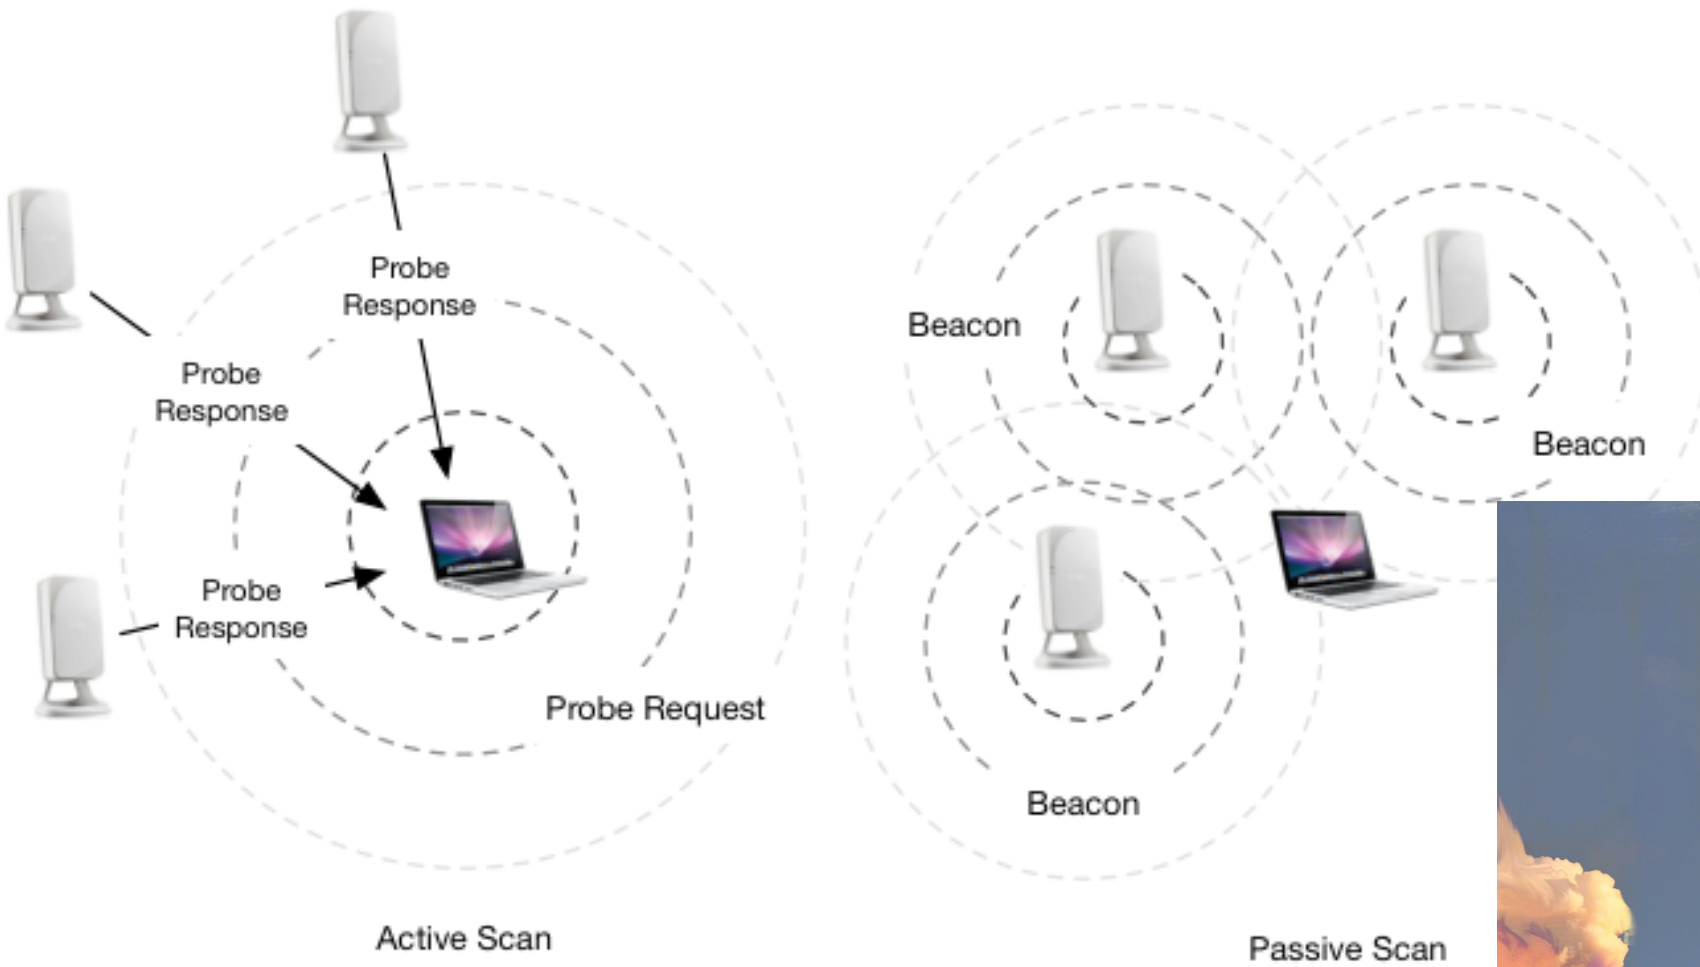 Probe
Response
Probe
Response
Probe
Response
Probe Request
Active Scan
Beacon
Beacon
Beacon
Passive Scan